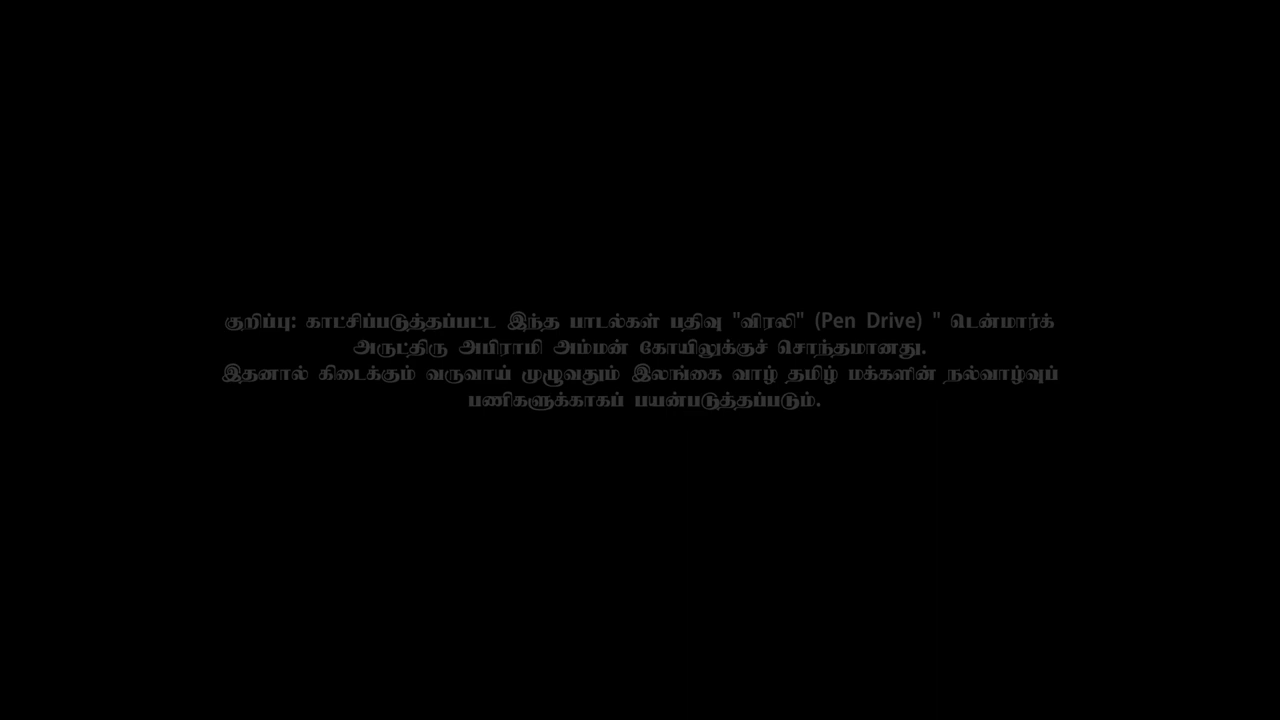 குறிப்பு: காட்சிப்படுத்தப்பட்ட இந்த பாடல்கள் பதிவு "விரலி" (Pen Drive) " டென்மார்க்
அருட்திரு அபிராமி அம்மன் கோயிலுக்குச் சொந்தமானது.
இதனால் கிடைக்கும் வருவாய் முழுவதும் இலங்கை வாழ் தமிழ் மக்களின் நல்வாழ்வுப்
பணிகளுக்காகப் பயன்படுத்தப்படும்.